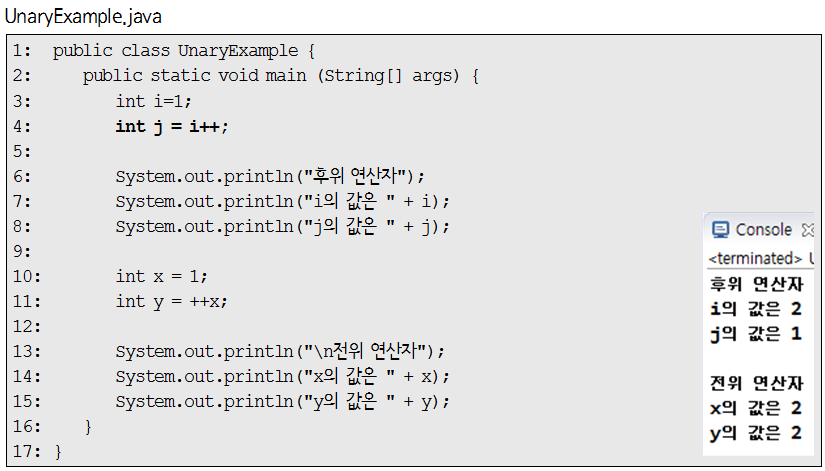 UnaryExample.java
1: public class UnaryExample {
2: public static void main (String[] args) {
3: int i=1;
4: int j = i++;
5:
6: System.out.println("후위 연산자");
7: System.out.println("i의 값은 " + i);
8: System.out.println("j의 값은 " + j);
9:
10: int x = 1;
11: int y = ++x;
12:
13: System.out.println("\n전위 연산자");
14: System.out.println("x의 값은 " + x);
15: System.out.println("y의 값은 " + y);
16: }
17: }
Console
<terminated> U
후위 연산자
i의 값은 2
j의 값은 1
전위 연산자
x의 값은 2
y의 값은 2